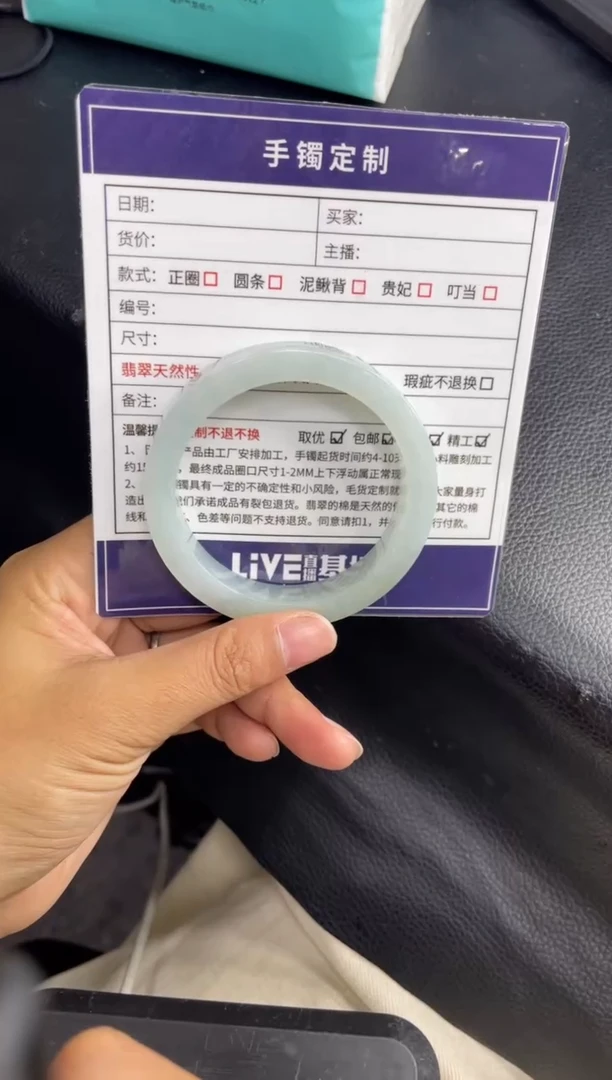 手镯定制
日期：
买家：
货价：
主播：
款式： 正圈□ 圆条□ 泥鳅背□ 贵妃□ 叮当□
编号：
尺寸：
翡翠天然性 瑕疵不退换□
备注：
温馨 制不退不换 取优☑ 包邮☑ ☑ 精工☑
1、 产品由工厂安排加工，手镯起货时间约4-10 料雕刻加工
约1 。最终成品圈口尺寸1-2MM上下浮动属正常现
2、 镯具有一定的不确定性和小风险，毛货定制就 大家量身打
造出 们承诺成品有裂包退货。翡翠的棉是天然的 其它的棉
线和 、色差等问题不支持退货。同意请扣1，并 行付款。
LiVE直播基